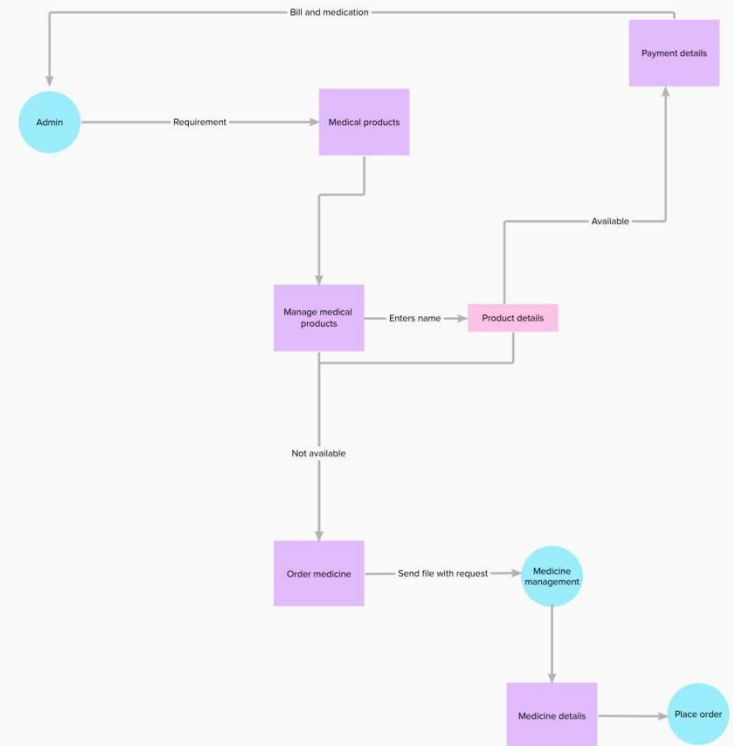 Bill and medication
Payment details
Admin
Requirement
Medical products
Available
Manage medical
products
Enters name
Product details
Not available
Order medicine
Send file with request
Medicine
management
Medicine details
Place order